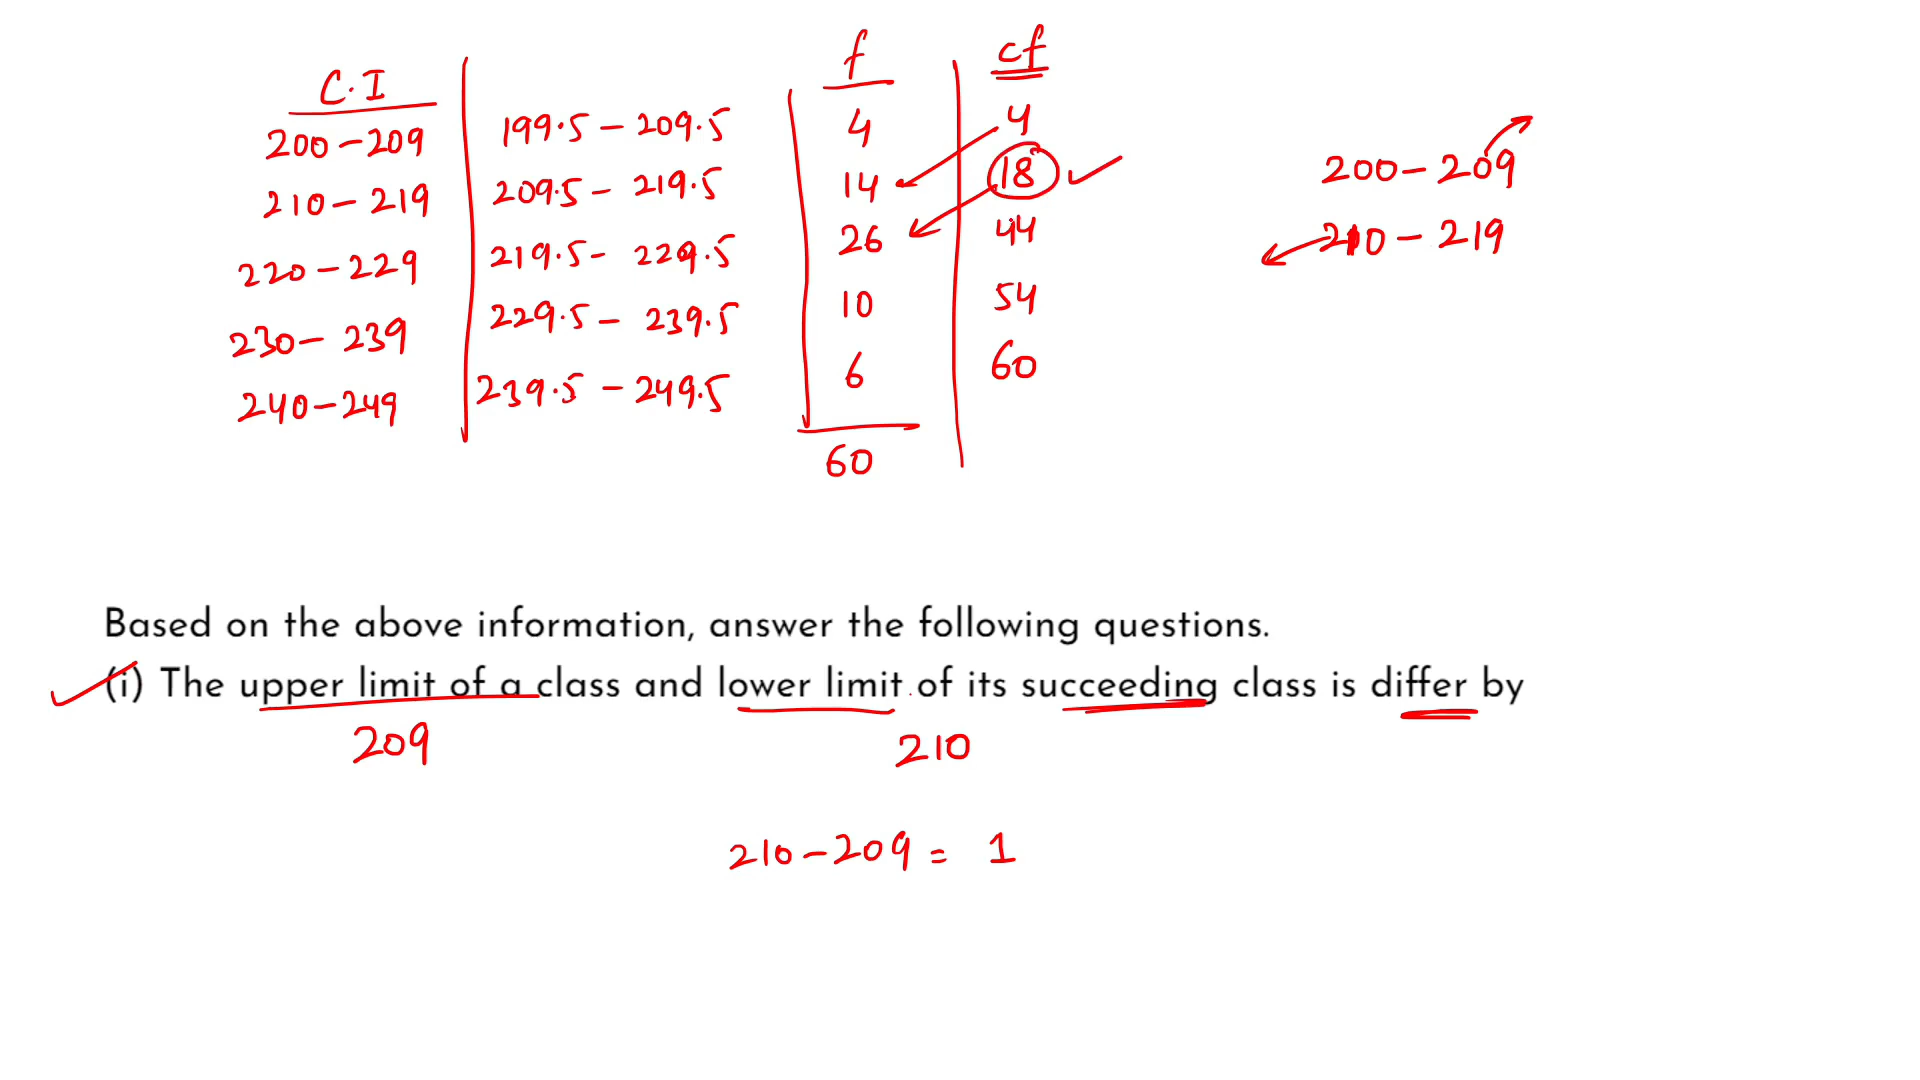 C.I f cf
200-209 199.5-209.5 4 4
210-219 209.5-219.5 14 18
220-229 219.5-229.5 26 44
230-239 229.5-239.5 10 54
240-249 239.5-249.5 6 60
60
200-209
210-219
Based on the above information, answer the following questions.
(i) The upper limit of a class and lower limit of its succeeding class is differ by
209 210
210-209 = 1